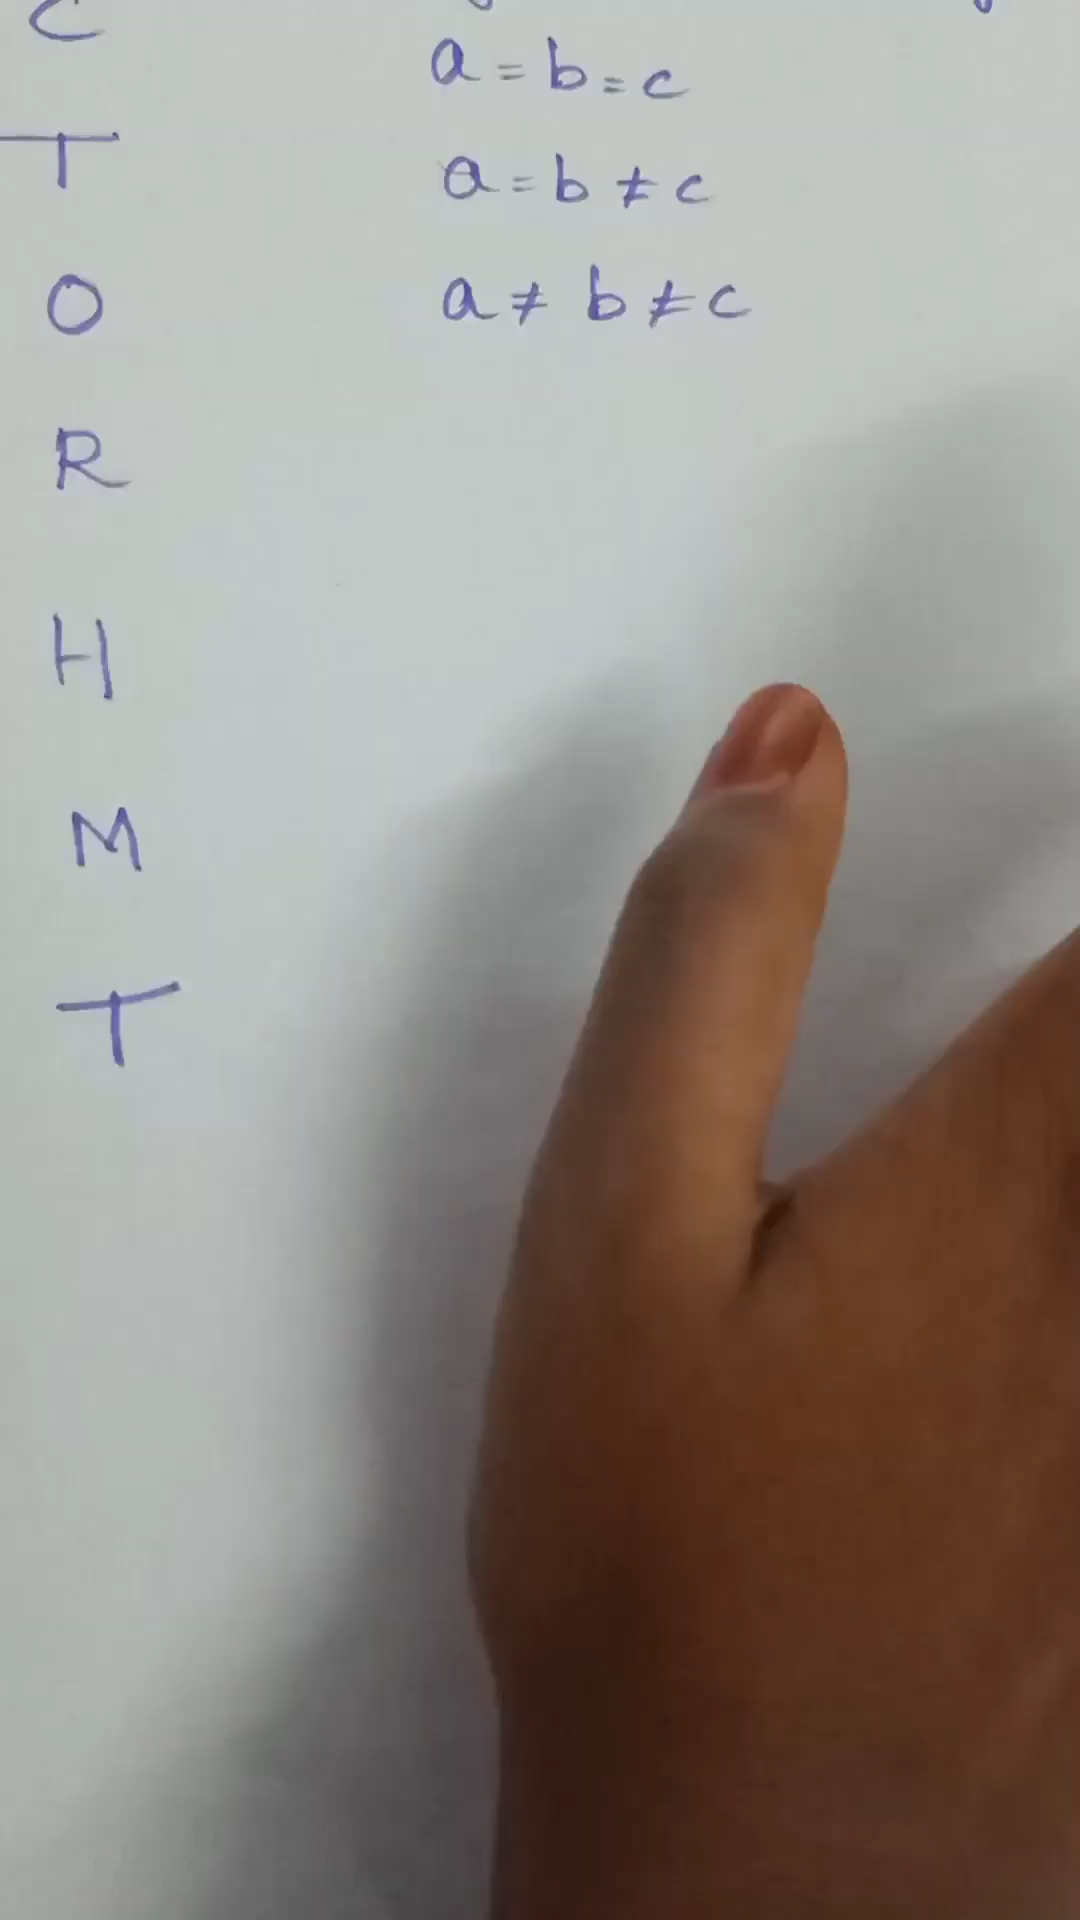 C
a = b = c
T
a = b ≠ c
O
a ≠ b ≠ c
R
H
M
T